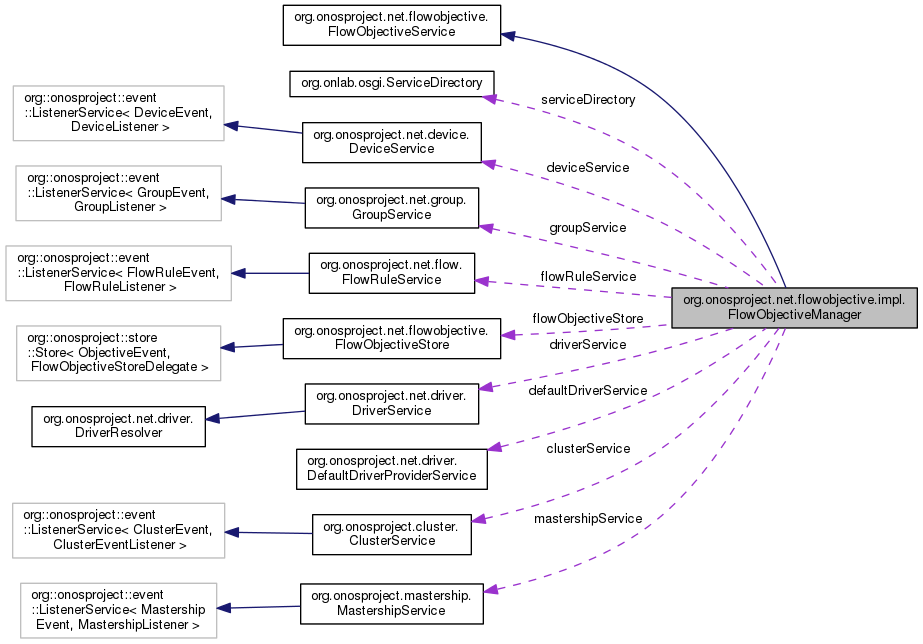 org.onosproject.net.flowobjective.
FlowObjectiveService
org.onlab.osgi.ServiceDirectory
serviceDirectory
org::onosproject::event
::ListenerService< DeviceEvent,
DeviceListener >
org.onosproject.net.device.
DeviceService
deviceService
org::onosproject::event
::ListenerService< GroupEvent,
GroupListener >
org.onosproject.net.group.
GroupService
groupService
org::onosproject::event
::ListenerService< FlowRuleEvent,
FlowRuleListener >
org.onosproject.net.flow.
FlowRuleService
flowRuleService
org.onosproject.net.flowobjective.impl.
FlowObjectiveManager
org::onosproject::store
::Store< ObjectiveEvent,
FlowObjectiveStoreDelegate >
org.onosproject.net.flowobjective.
FlowObjectiveStore
flowObjectiveStore
driverService
org.onosproject.net.driver.
DriverResolver
org.onosproject.net.driver.
DriverService
defaultDriverService
org.onosproject.net.driver.
DefaultDriverProviderService
clusterService
org::onosproject::event
::ListenerService< ClusterEvent,
ClusterEventListener >
org.onosproject.cluster.
ClusterService
mastershipService
org::onosproject::event
::ListenerService< Mastership
Event, MastershipListener >
org.onosproject.mastership.
MastershipService